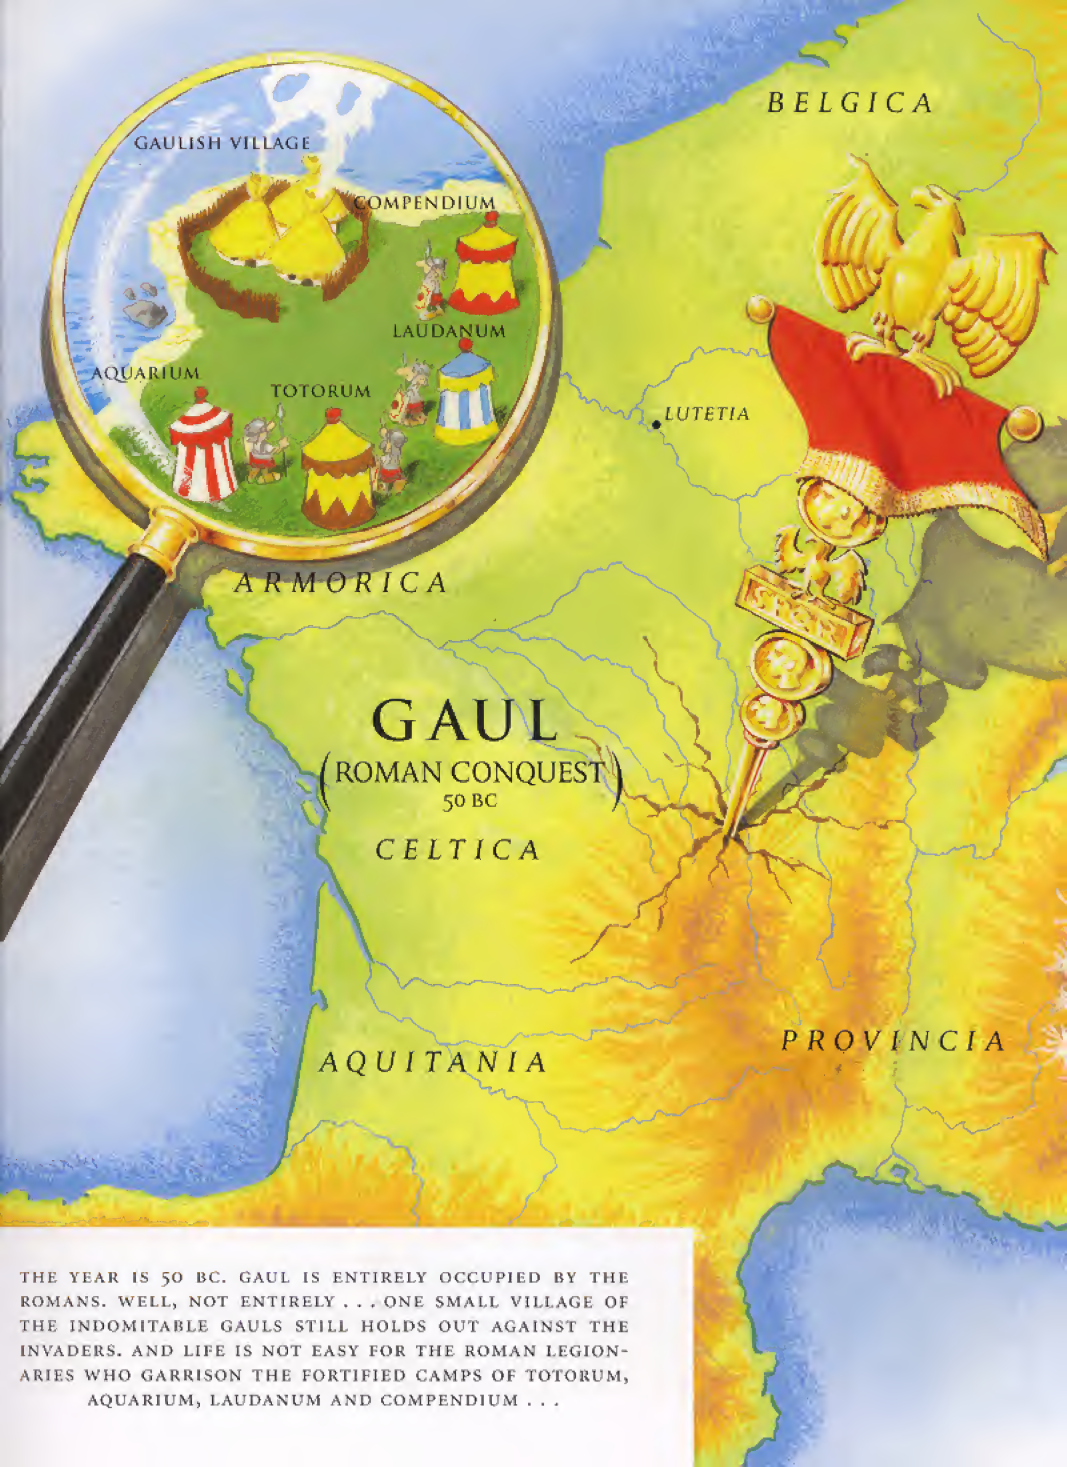 BELGICA
GAULISH VILLAGE
COMPENDIUM
LAUDANUM
AQUARIUM
TOTORUM
LUTETIA
ARMORICA
GAUL
(ROMAN CONQUEST)
50 BC
CELTICA
AQUITANIA
PROVINCIA
THE YEAR IS 50 BC. GAUL IS ENTIRELY OCCUPIED BY THE
ROMANS. WELL, NOT ENTIRELY . . . ONE SMALL VILLAGE OF
THE INDOMITABLE GAULS STILL HOLDS OUT AGAINST THE
INVADERS. AND LIFE IS NOT EASY FOR THE ROMAN LEGION-
ARIES WHO GARRISON THE FORTIFIED CAMPS OF TOTORUM,
AQUARIUM, LAUDANUM AND COMPENDIUM . . .